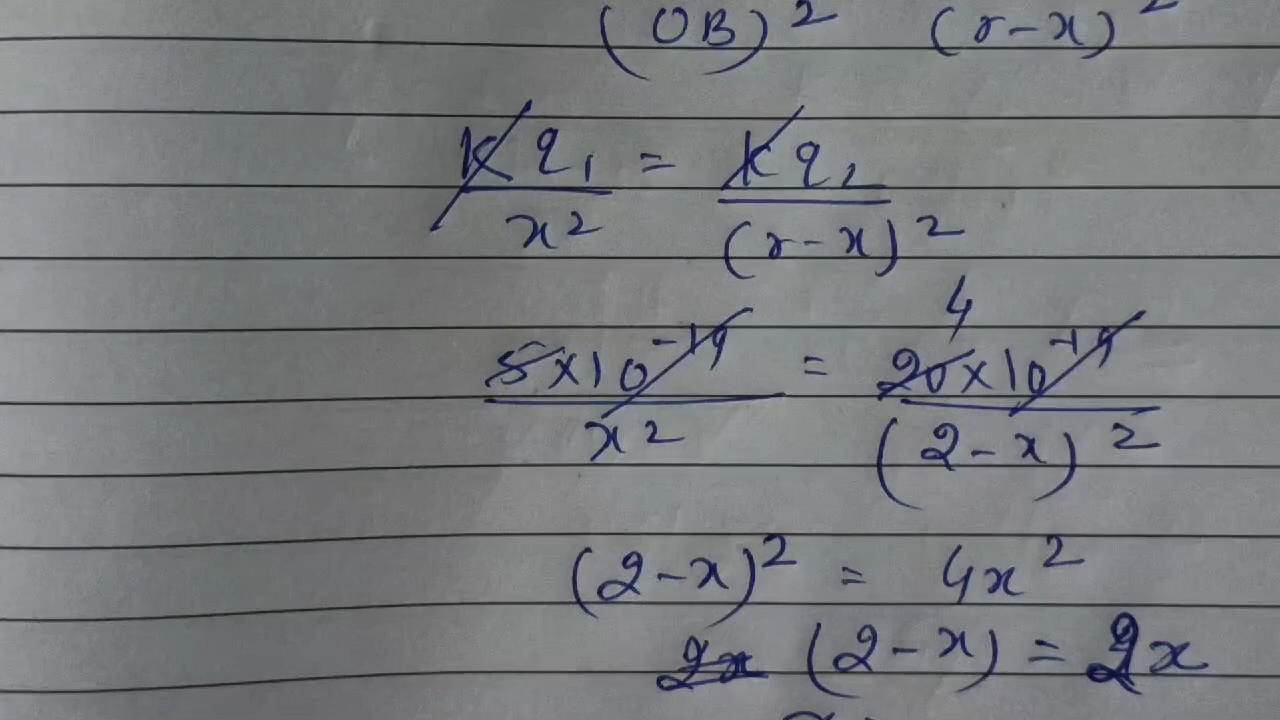 (OB)² (r-x)²
Kq₁/x² = Kq₂/(r-x)²
4
5×10⁻¹⁹/x² = 20×10⁻¹⁹/(2-x)²
(2-x)² = 4x²
2x (2-x) = 2x